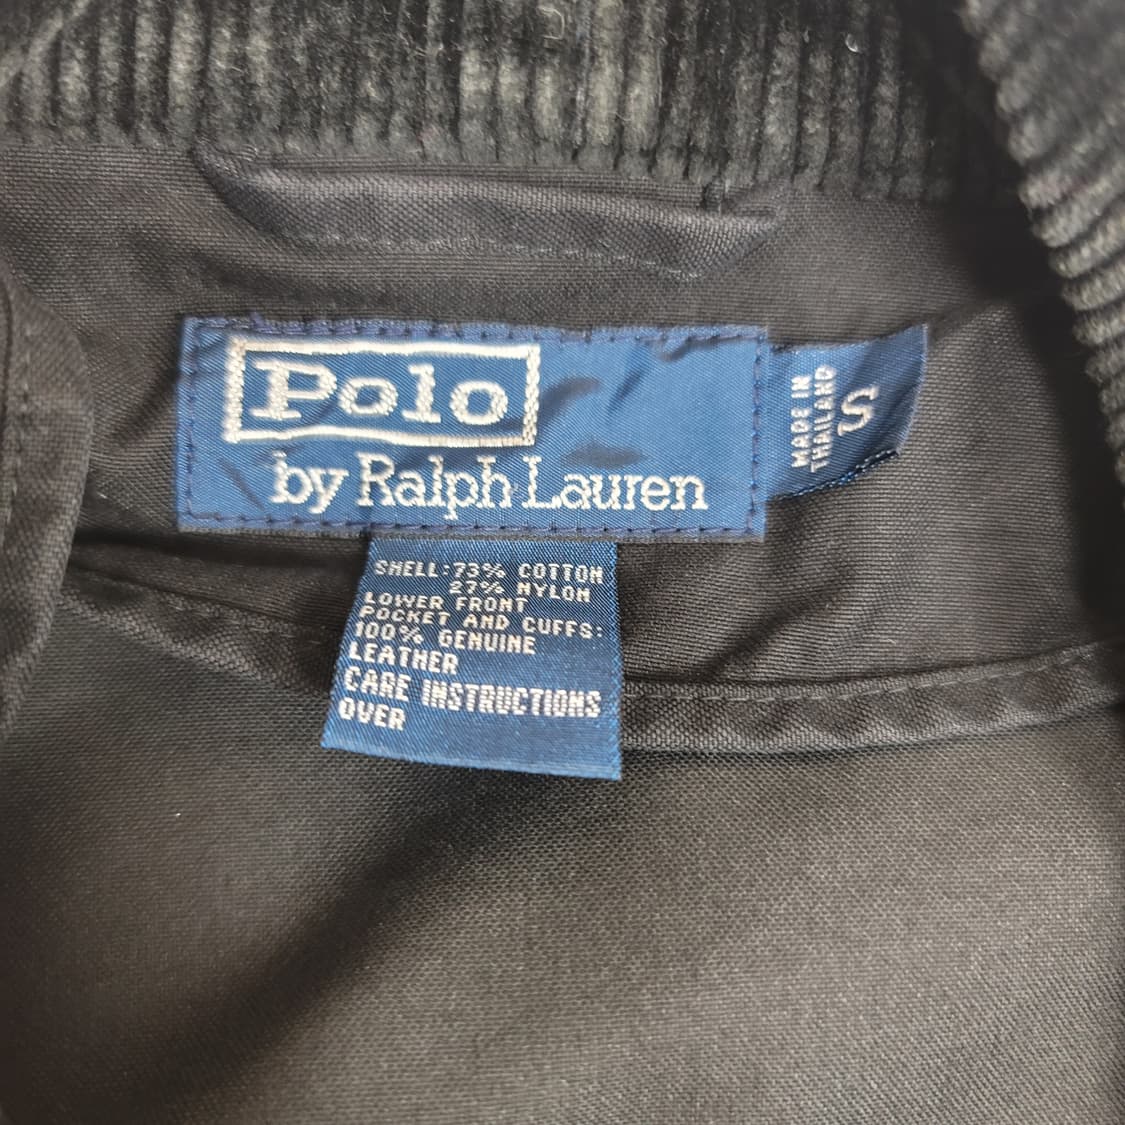 Polo
by Ralph Lauren
MADE IN
THAILAND
S
SHELL:73% COTTON
27% NYLON
LOWER FRONT
POCKET AND CUFFS:
100% GENUINE
LEATHER
CARE INSTRUCTIONS
OVER